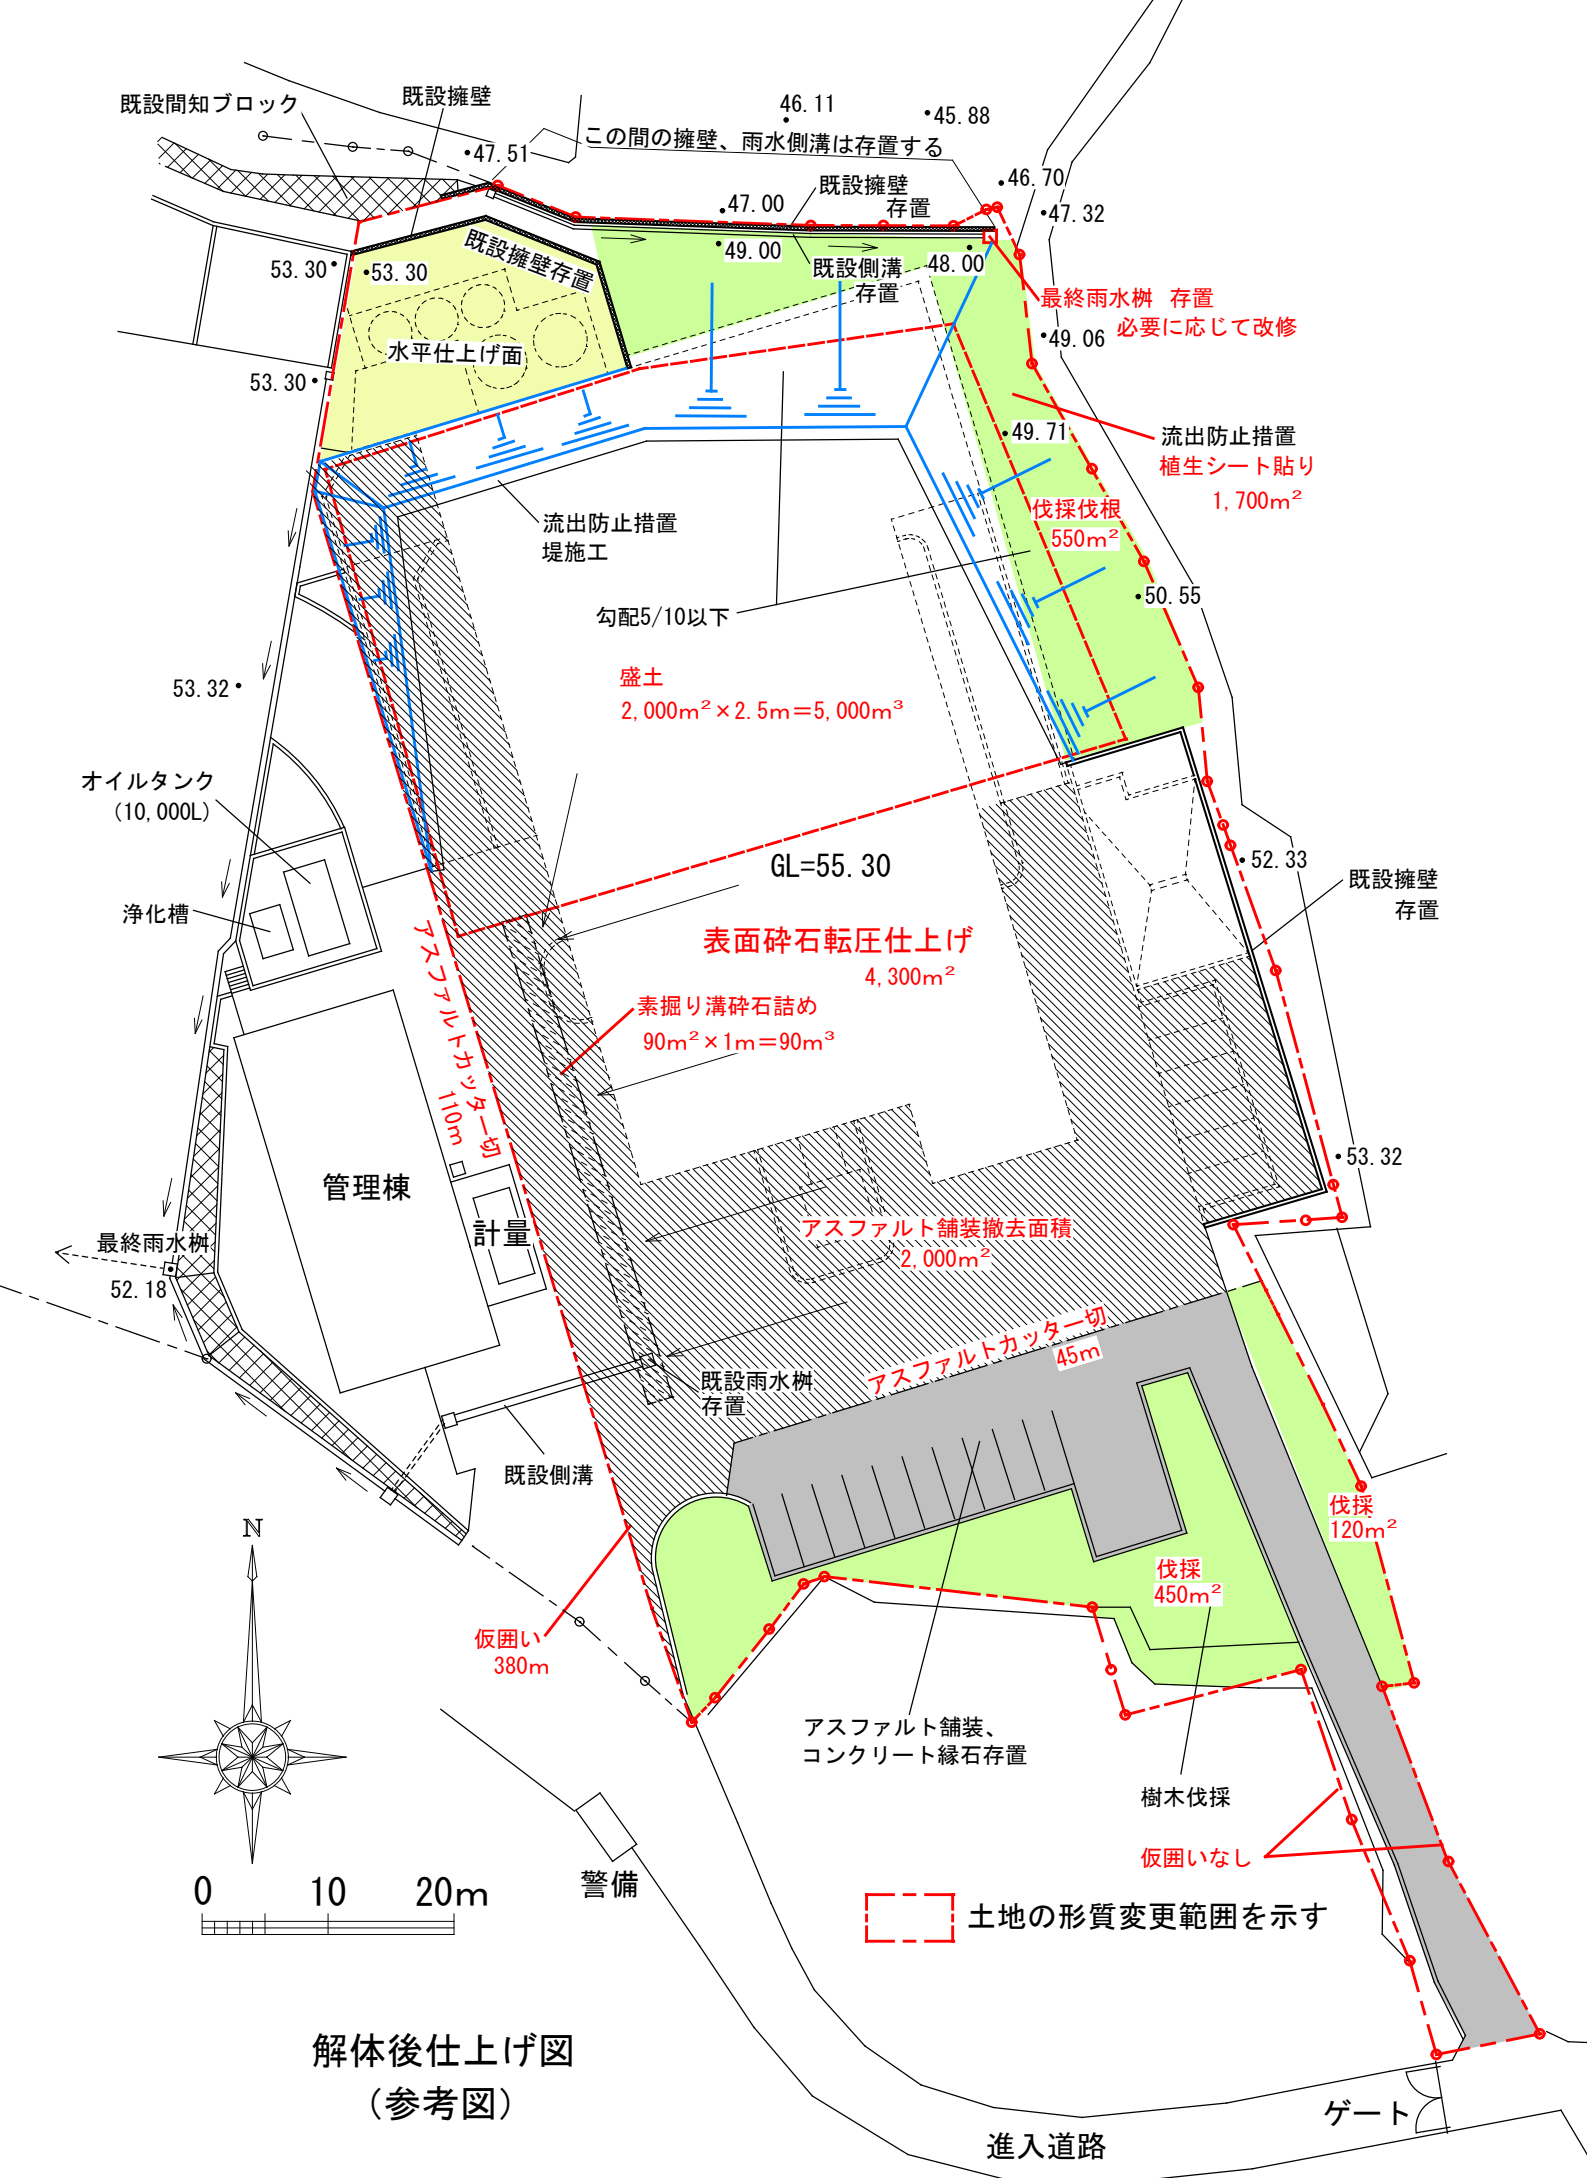 46.11
45.88
既設間知ブロック
既設擁壁
この間の擁壁、雨水側溝は存置する
47.51
46.70
既設擁壁
存置
47.00
47.32
既設擁壁存置
49.00
48.00
既設側溝
存置
53.30
53.30
最終雨水桝 存置
必要に応じて改修
49.06
水平仕上げ面
53.30
49.71
流出防止措置
植生シート貼り
1,700m²
伐採伐根
550m²
流出防止措置
堤施工
50.55
勾配5/10以下
盛土
2,000m²×2.5m＝5,000m³
53.32
オイルタンク
(10,000L)
GL=55.30
52.33
既設擁壁
存置
浄化槽
アスファルトカッター切
110m
表面砕石転圧仕上げ
4,300m²
素掘り溝砕石詰め
90m²×1m＝90m³
53.32
管理棟
計量
アスファルト舗装撤去面積
2,000m²
最終雨水桝
52.18
アスファルトカッター切
45m
既設雨水桝
存置
既設側溝
伐採
120m²
N
伐採
450m²
仮囲い
380m
アスファルト舗装、
コンクリート縁石存置
樹木伐採
仮囲いなし
警備
0 10 20m
土地の形質変更範囲を示す
解体後仕上げ図
（参考図）
ゲート
進入道路